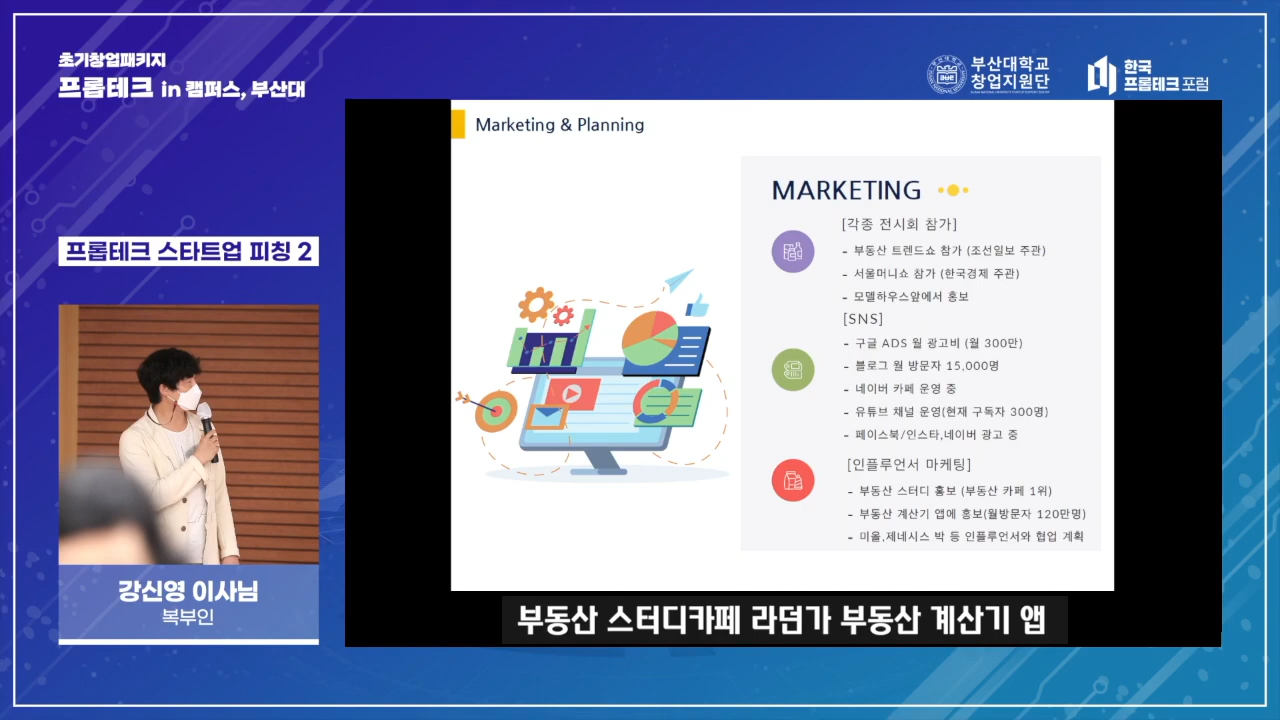 초기창업패키지
프롭테크 in 캠퍼스, 부산대
부산대학교
창업지원단
한국
프롭테크 포럼
프롭테크 스타트업 피칭 2
강신영 이사님
복부인
Marketing & Planning
MARKETING
[각종 전시회 참가]
- 부동산 트렌드쇼 참가 (조선일보 주관)
- 서울머니쇼 참가 (한국경제 주관)
- 모델하우스앞에서 홍보
[SNS]
- 구글 ADS 월 광고비 (월 300만)
- 블로그 월 방문자 15,000명
- 네이버 카페 운영 중
- 유튜브 채널 운영(현재 구독자 300명)
- 페이스북/인스타,네이버 광고 중
[인플루언서 마케팅]
- 부동산 스터디 홍보 (부동산 카페 1위)
- 부동산 계산기 앱에 홍보(월방문자 120만명)
- 미올,제네시스 박 등 인플루언서와 협업 계획
부동산 스터디카페 라던가 부동산 계산기 앱